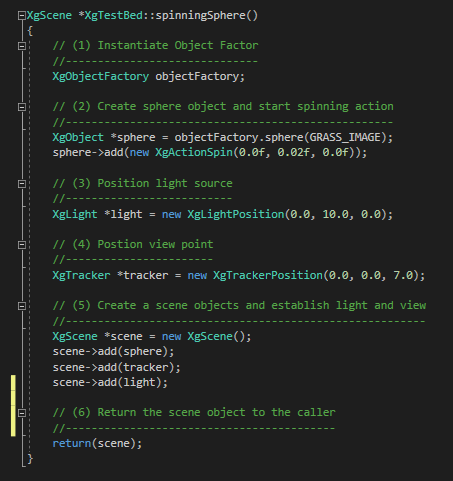 XgScene *XgTestBed::spinningSphere()
{
// (1) Instantiate Object Factor
//------------------------------
XgObjectFactory objectFactory;
// (2) Create sphere object and start spinning action
//---------------------------------------------------
XgObject *sphere = objectFactory.sphere(GRASS_IMAGE);
sphere->add(new XgActionSpin(0.0f, 0.02f, 0.0f));
// (3) Position light source
//--------------------------
XgLight *light = new XgLightPosition(0.0, 10.0, 0.0);
// (4) Postion view point
//-----------------------
XgTracker *tracker = new XgTrackerPosition(0.0, 0.0, 7.0);
// (5) Create a scene objects and establish light and view
//--------------------------------------------------------
XgScene *scene = new XgScene();
scene->add(sphere);
scene->add(tracker);
scene->add(light);
// (6) Return the scene object to the caller
//------------------------------------------
return(scene);
}